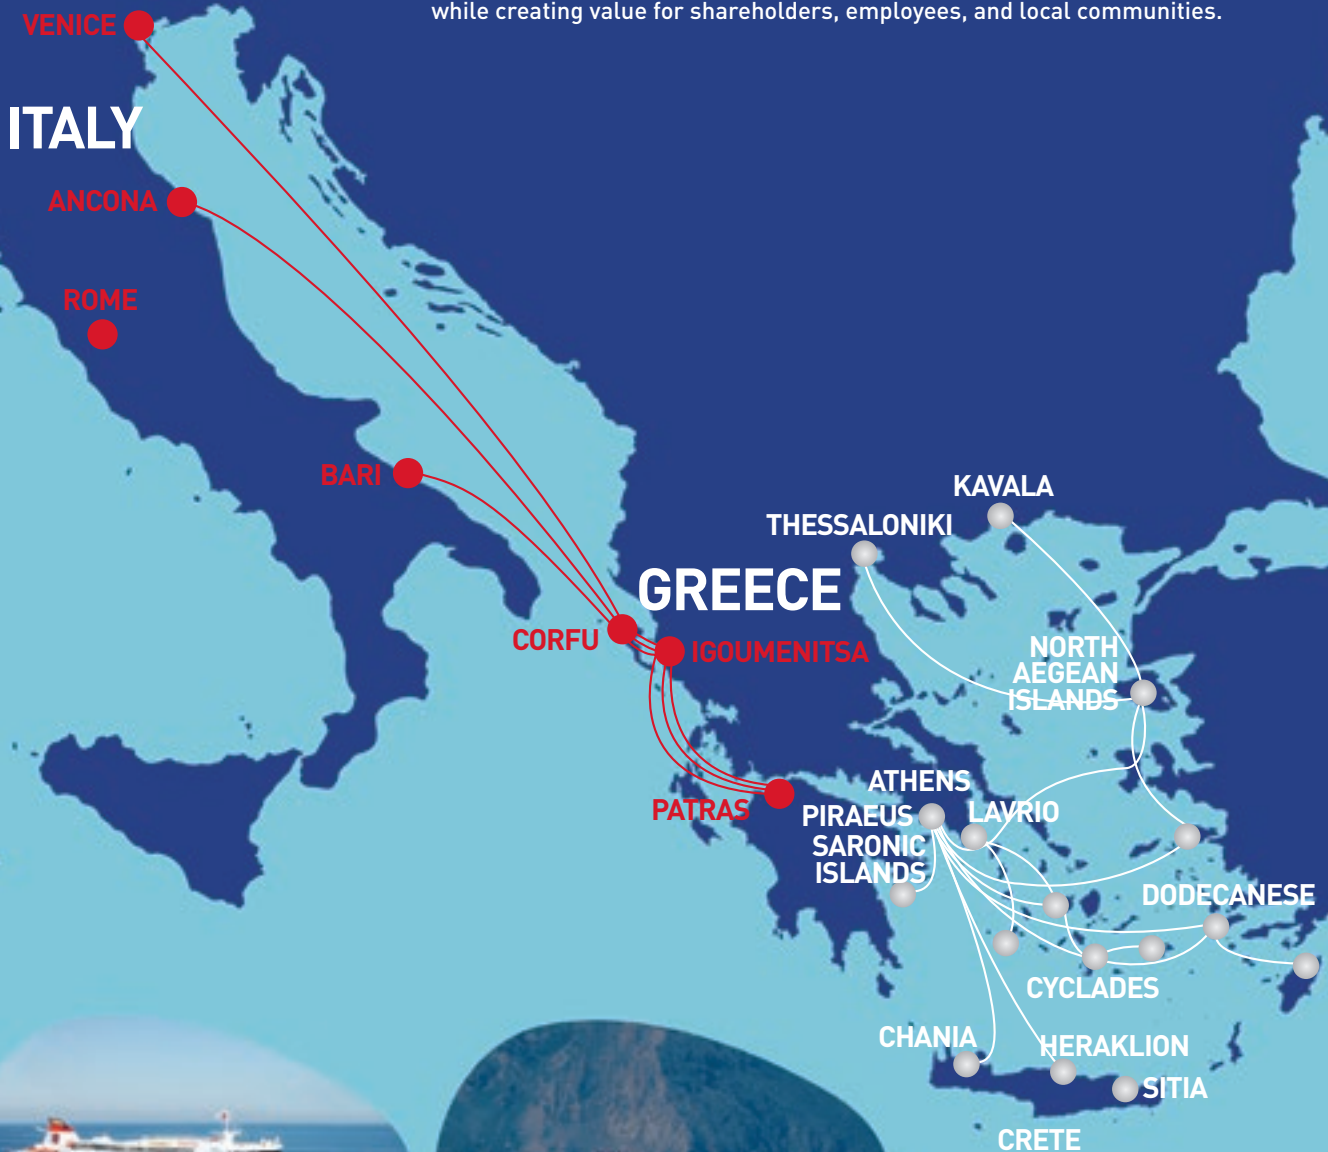 while creating value for shareholders, employees, and local communities.
VENICE
ITALY
ANCONA
ROME
BARI
KAVALA
THESSALONIKI
GREECE
CORFU
IGOUMENITSA
NORTH
AEGEAN
ISLANDS
ATHENS
PATRAS
PIRAEUS
LAVRIO
SARONIC
ISLANDS
DODECANESE
CYCLADES
CHANIA
HERAKLION
SITIA
CRETE